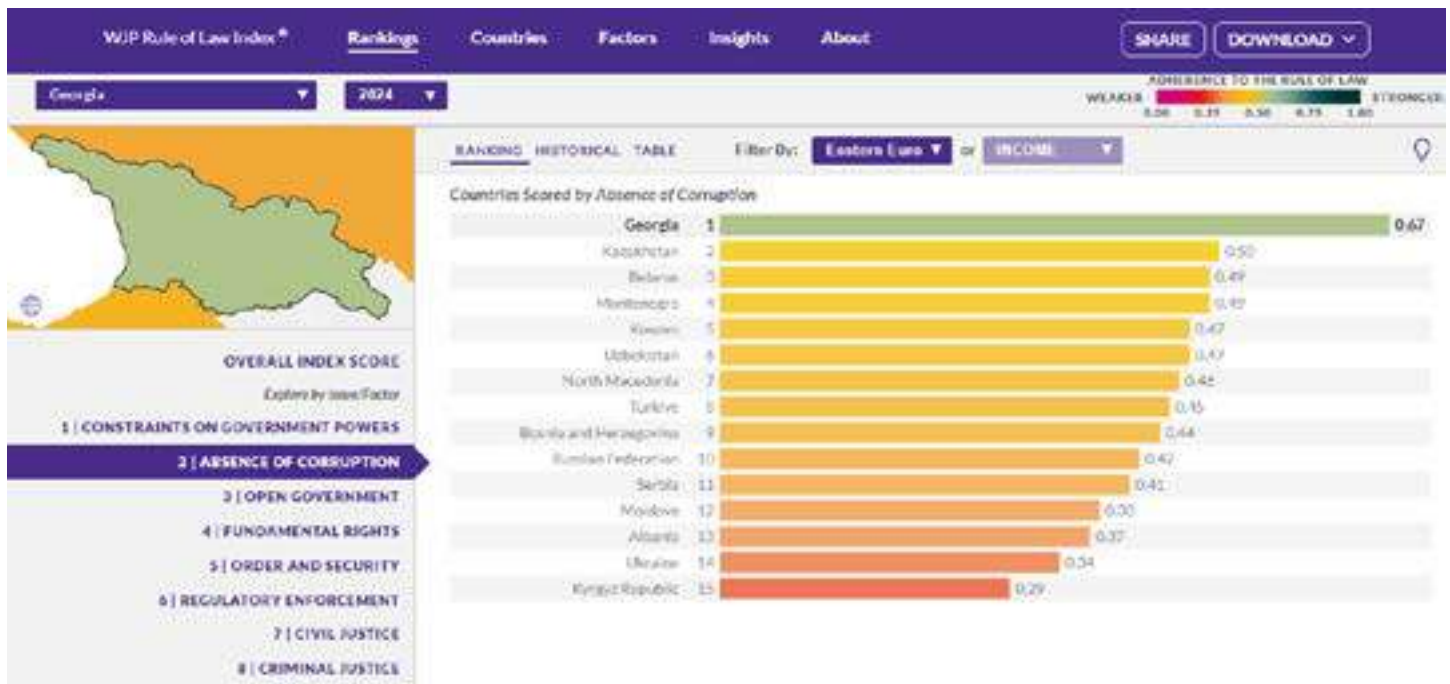 WJP Rule of Law Index®
Rankings
Countries
Factors
Insights
About
SHARE
DOWNLOAD
Georgia
2024
ADHERENCE TO THE RULE OF LAW
WEAKER
STRONGER
0.00 0.25 0.50 0.75 1.00
RANKING HISTORICAL TABLE
Filter By:
Eastern Euro
or
INCOME
Countries Scored by Absence of Corruption
Georgia 1 0.67
Kazakhstan 2 0.50
Belarus 3 0.49
Montenegro 4 0.49
Kosovo 5 0.47
Uzbekistan 6 0.47
North Macedonia 7 0.46
Türkiye 8 0.45
Bosnia and Herzegovina 9 0.44
Russian Federation 10 0.42
Serbia 11 0.41
Moldova 12
Albania 13 0.37
Ukraine 14 0.34
Kyrgyz Republic 15 0.29
OVERALL INDEX SCORE
Explore by Issue/Factor
1 | CONSTRAINTS ON GOVERNMENT POWERS
2 | ABSENCE OF CORRUPTION
3 | OPEN GOVERNMENT
4 | FUNDAMENTAL RIGHTS
5 | ORDER AND SECURITY
6 | REGULATORY ENFORCEMENT
7 | CIVIL JUSTICE
8 | CRIMINAL JUSTICE